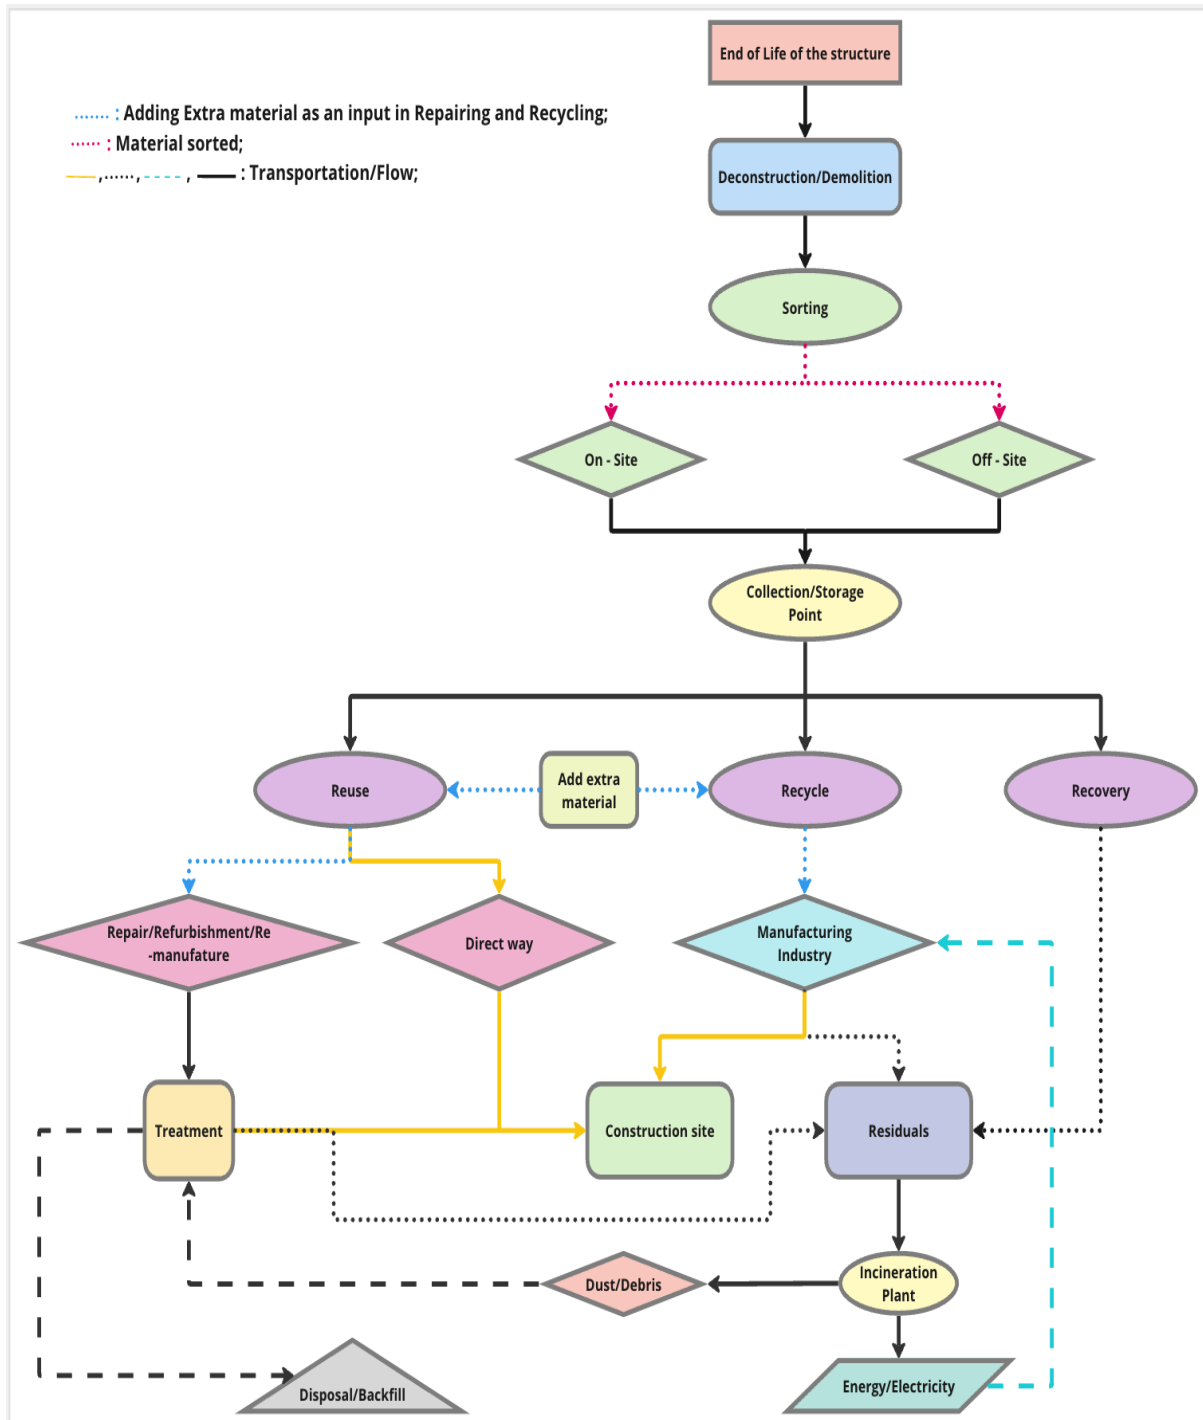 End of Life of the structure
....... : Adding Extra material as an input in Repairing and Recycling;
...... : Material sorted;
, ......, , : Transportation/Flow;
Deconstruction/Demolition
Sorting
On - Site
Off - Site
Collection/Storage
Point
Reuse
Add extra
material
Recycle
Recovery
Repair/Refurbishment/Re
-manufature
Direct way
Manufacturing
Industry
Treatment
Construction site
Residuals
Dust/Debris
Incineration
Plant
Disposal/Backfill
Energy/Electricity